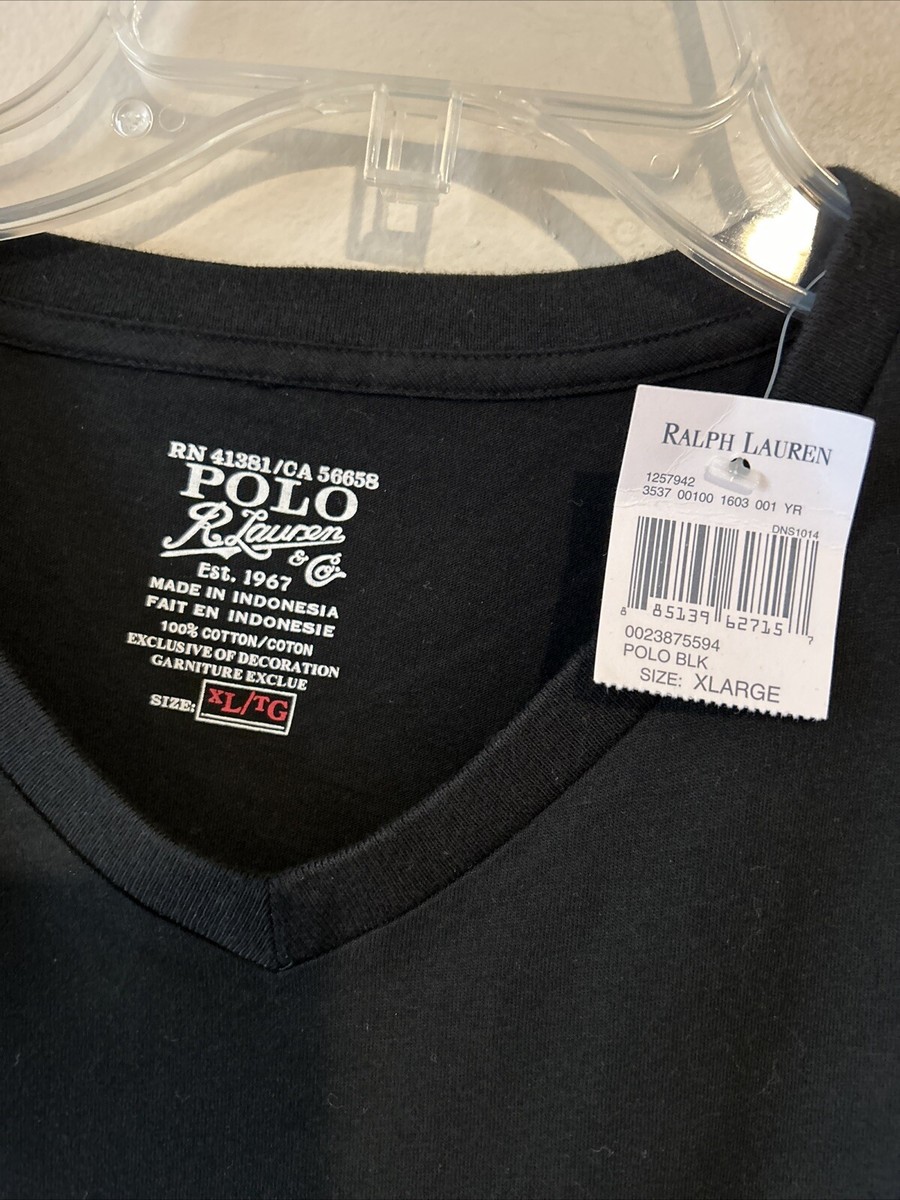 RN 41381/CA 56658
POLO
R. Lauren
& Co.
Est. 1967
MADE IN INDONESIA
FAIT EN INDONESIE
100% COTTON/COTON
EXCLUSIVE OF DECORATION
GARNITURE EXCLUE
SIZE: XL/TG
RALPH LAUREN
1257942
3537 00100 1603 001 YR
DNS1014
8 85139 62715 7
0023875594
POLO BLK
SIZE: XLARGE